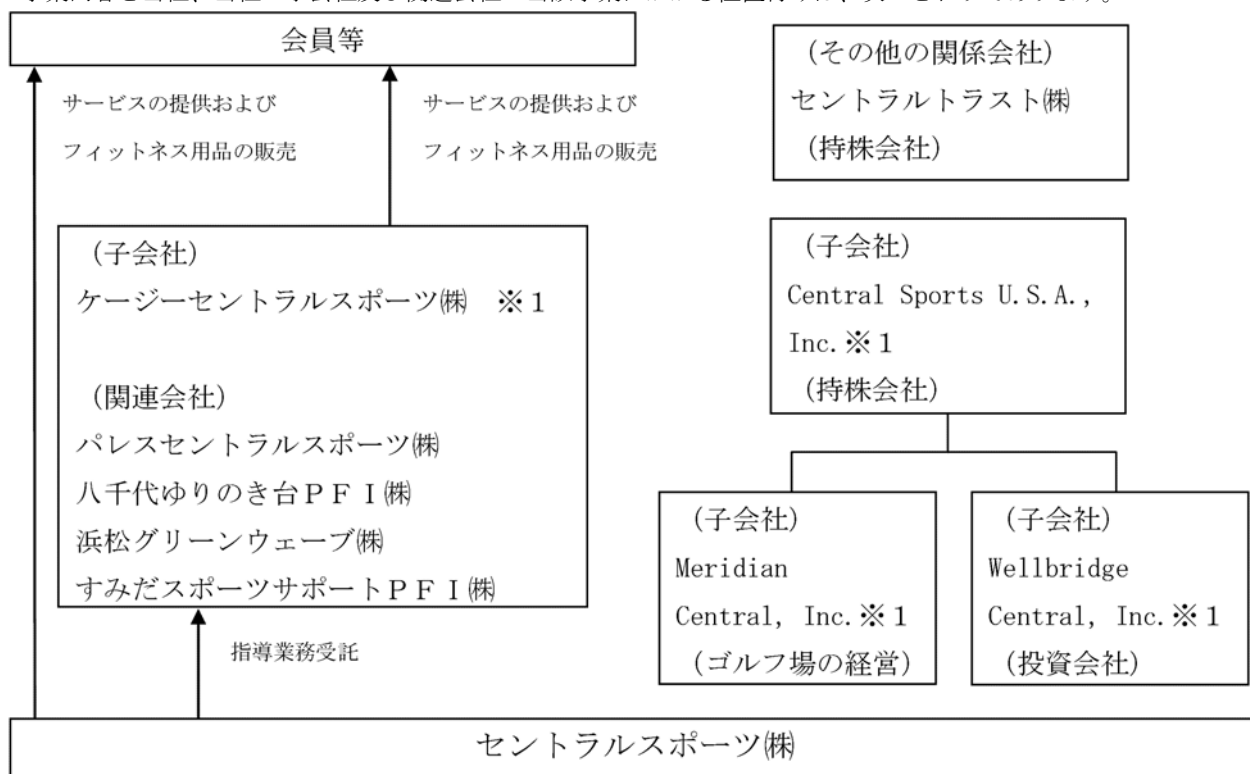 会員等
サービスの提供および
フィットネス用品の販売
サービスの提供および
フィットネス用品の販売
(その他の関係会社)
セントラルトラスト㈱
(持株会社)
(子会社)
ケージーセントラルスポーツ㈱ ※1
(関連会社)
パレスセントラルスポーツ㈱
八千代ゆりのき台PFI㈱
浜松グリーンウェーブ㈱
すみだスポーツサポートPFI㈱
(子会社)
Central Sports U.S.A.,
Inc.※1
(持株会社)
(子会社)
Meridian
Central, Inc.※1
(ゴルフ場の経営)
(子会社)
Wellbridge
Central, Inc.※1
(投資会社)
指導業務受託
セントラルスポーツ㈱